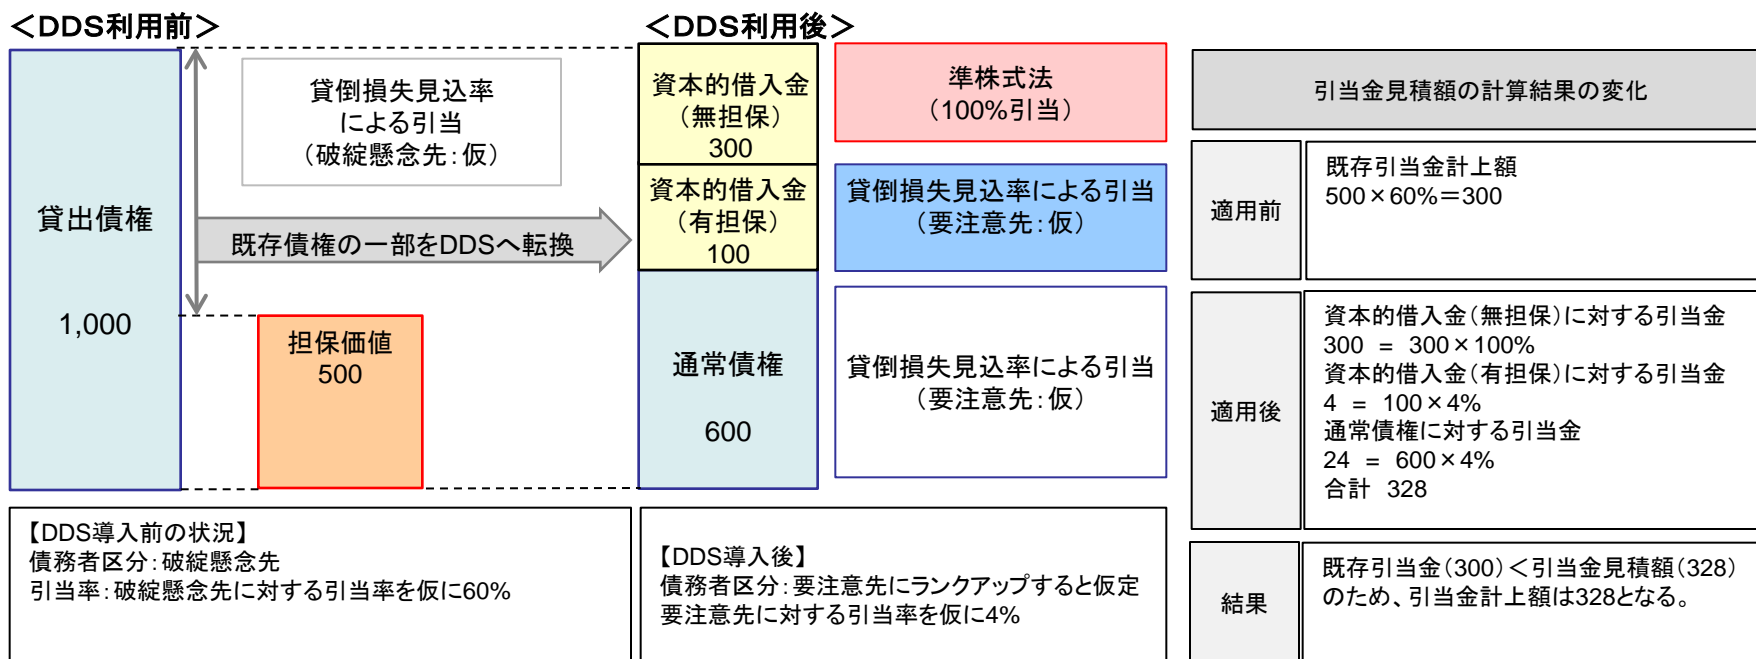 ＜DDS利用前＞
貸出債権
1,000
貸倒損失見込率
による引当
（破綻懸念先：仮）
既存債権の一部をDDSへ転換
担保価値
500
＜DDS利用後＞
資本的借入金
（無担保）
300
資本的借入金
（有担保）
100
通常債権
600
準株式法
（100%引当）
貸倒損失見込率による引当
（要注意先：仮）
貸倒損失見込率による引当
（要注意先：仮）
【DDS導入前の状況】
債務者区分：破綻懸念先
引当率：破綻懸念先に対する引当率を仮に60%
【DDS導入後】
債務者区分：要注意先にランクアップすると仮定
要注意先に対する引当率を仮に4%
引当金見積額の計算結果の変化
適用前
既存引当金計上額
500×60%＝300
適用後
資本的借入金（無担保）に対する引当金
300 = 300×100%
資本的借入金（有担保）に対する引当金
4 = 100×4%
通常債権に対する引当金
24 = 600×4%
合計 328
結果
既存引当金（300）＜引当金見積額（328）
のため、引当金計上額は328となる。